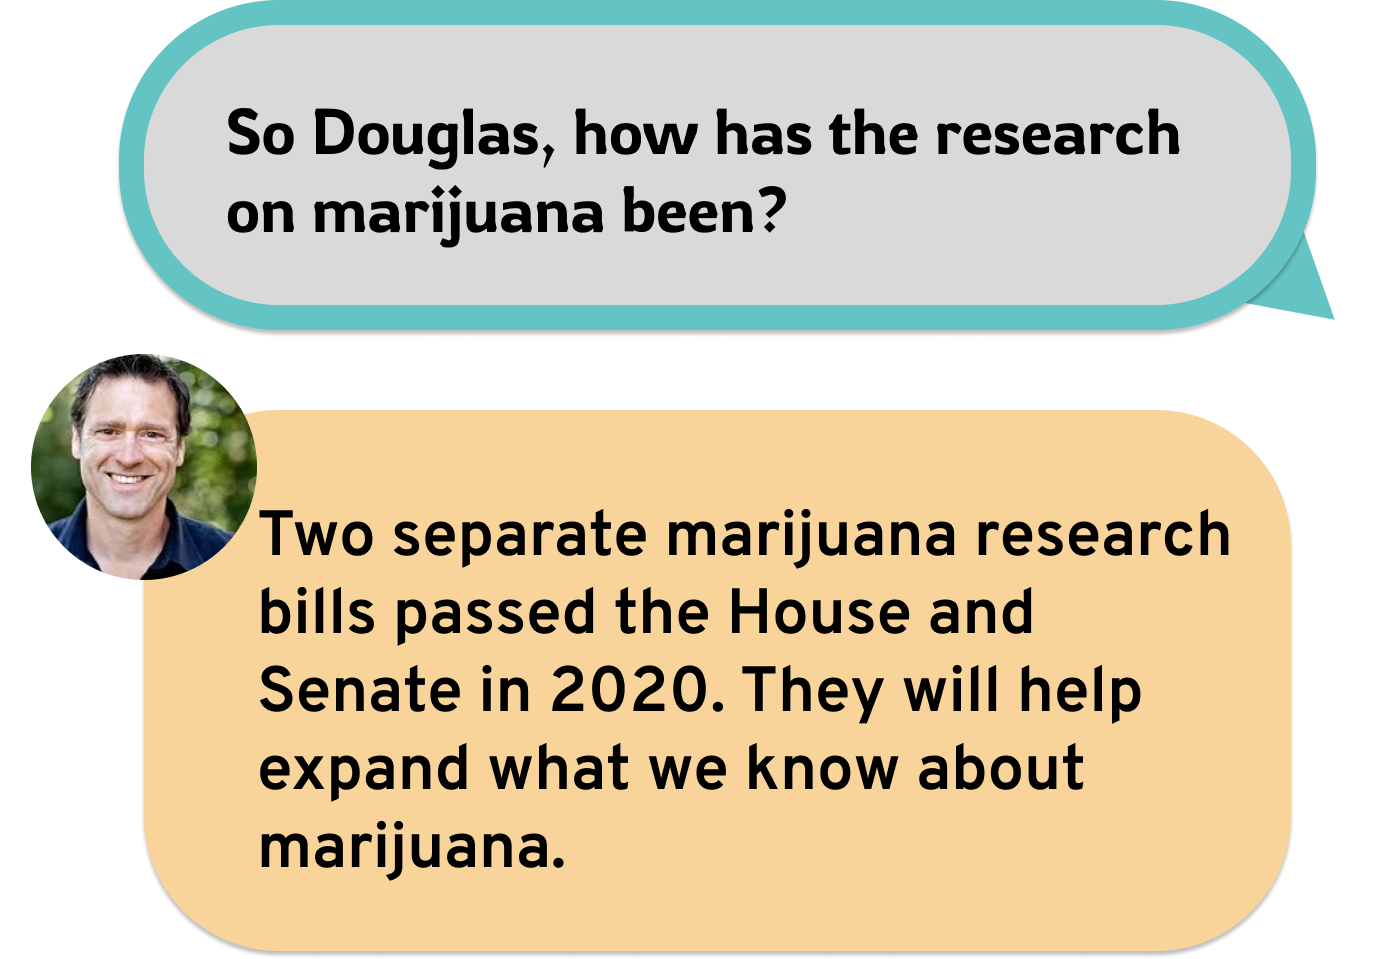 So Douglas, how has the research
on marijuana been?
Two separate marijuana research
bills passed the House and
Senate in 2020. They will help
expand what we know about
marijuana.